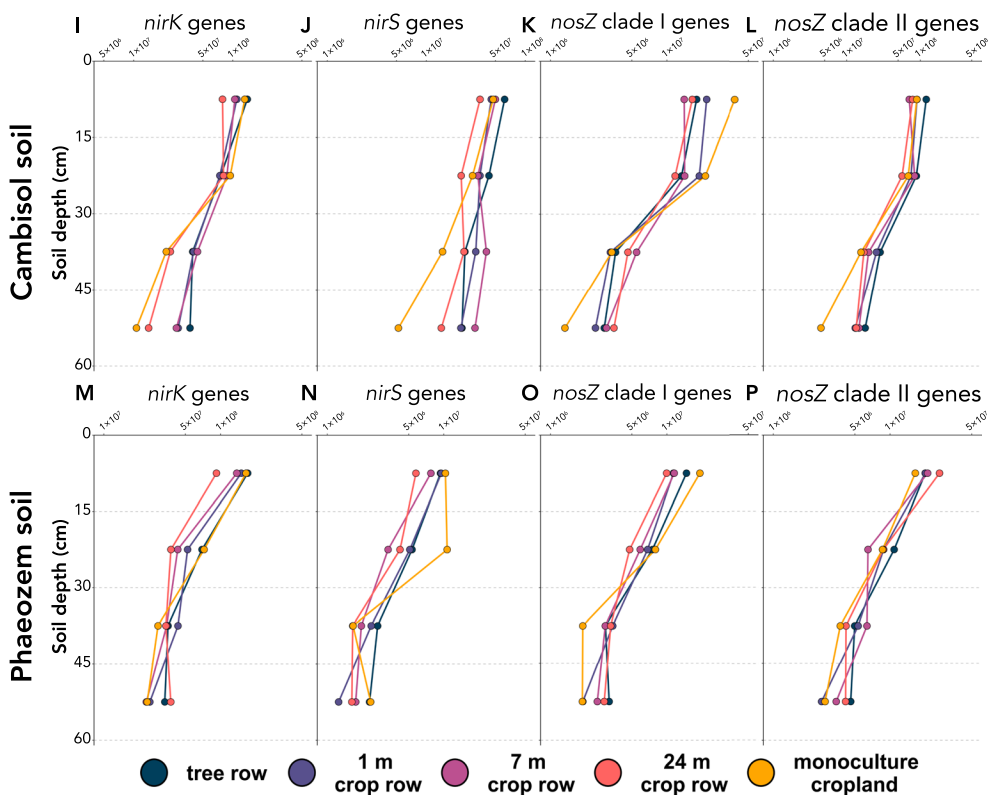 I
nirK genes
J
nirS genes
K
nosZ clade I genes
L
nosZ clade II genes
5×10⁶ 1×10⁷ 5×10⁷ 1×10⁸ 5×10⁸
1×10⁶ 5×10⁶ 1×10⁷ 5×10⁷
1×10⁶ 5×10⁶ 1×10⁷ 5×10⁷
5×10⁶ 1×10⁷ 5×10⁷ 1×10⁸
Cambisol soil
Soil depth (cm)
0
15
30
45
60
M
nirK genes
N
nirS genes
O
nosZ clade I genes
P
nosZ clade II genes
1×10⁷ 5×10⁷ 1×10⁸ 5×10⁸
1×10⁶ 5×10⁶ 1×10⁷ 5×10⁷
1×10⁶ 5×10⁶ 1×10⁷ 5×10⁷
1×10⁶ 5×10⁶ 1×10⁷ 5×10⁷
Phaeozem soil
Soil depth (cm)
0
15
30
45
60
tree row
1 m
crop row
7 m
crop row
24 m
crop row
monoculture
cropland